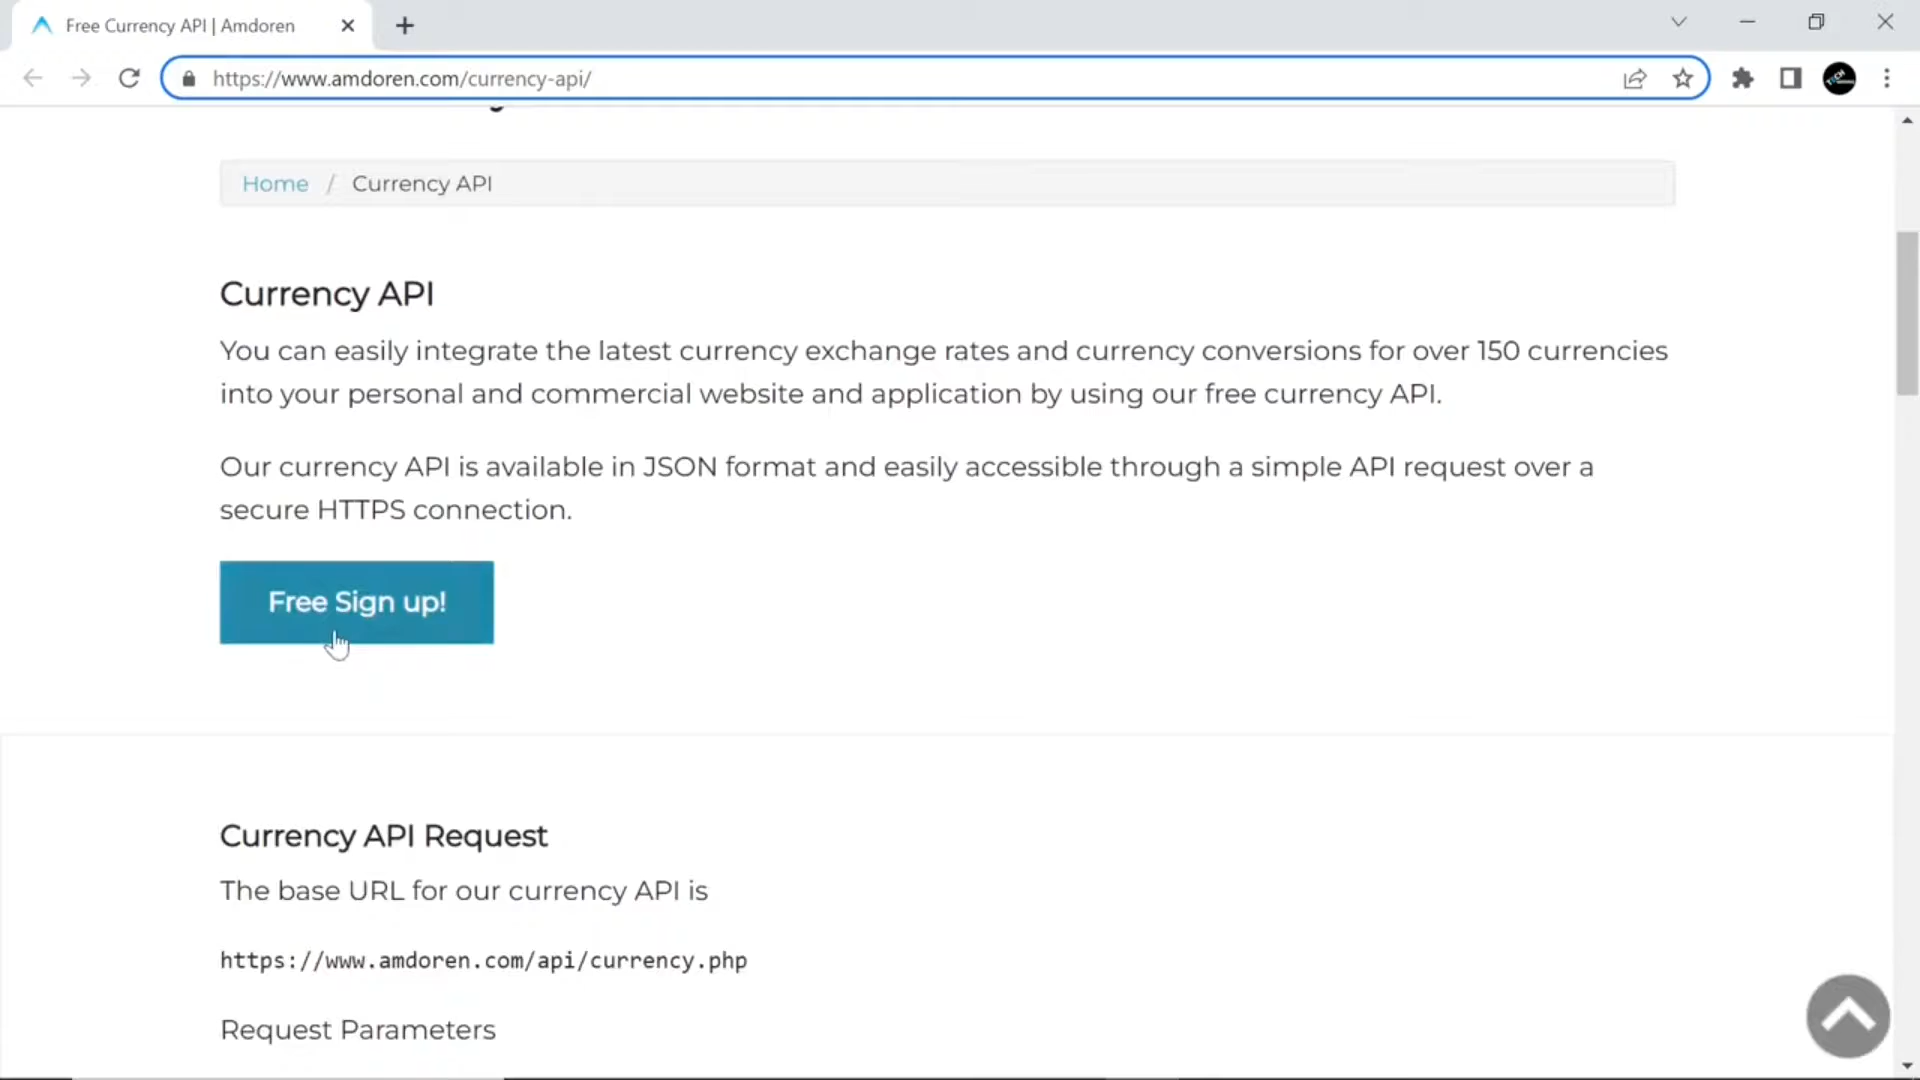 Free Currency API | Amdoren
https://www.amdoren.com/currency-api/
Home / Currency API
Currency API
You can easily integrate the latest currency exchange rates and currency conversions for over 150 currencies
into your personal and commercial website and application by using our free currency API.
Our currency API is available in JSON format and easily accessible through a simple API request over a
secure HTTPS connection.
Free Sign up!
Currency API Request
The base URL for our currency API is
https://www.amdoren.com/api/currency.php
Request Parameters